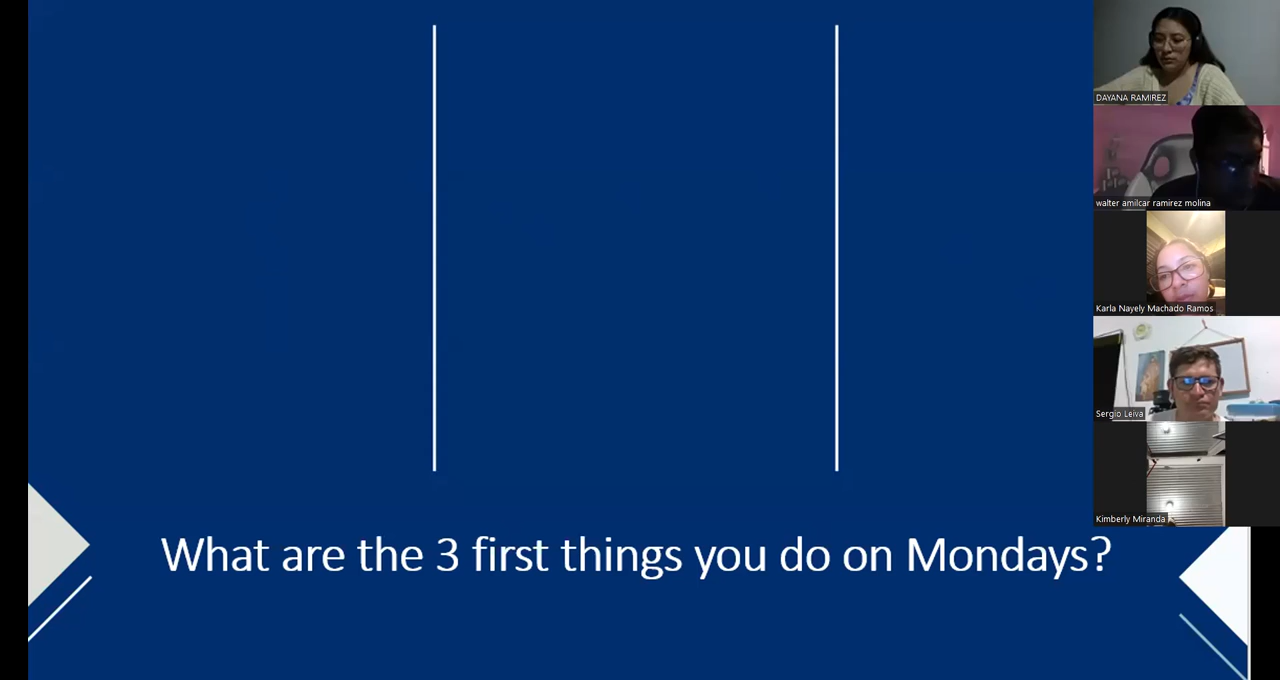 What are the 3 first things you do on Mondays?
DAYANA RAMIREZ
walter amilcar ramirez molina
Karla Nayely Machado Ramos
Sergio Leiva
Kimberly Miranda